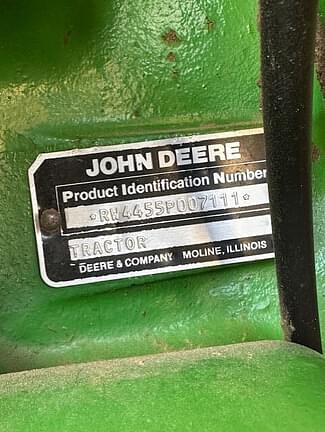 JOHN DEERE
Product Identification Number
*RW4455P007111*
TRACTOR
DEERE & COMPANY MOLINE, ILLINOIS